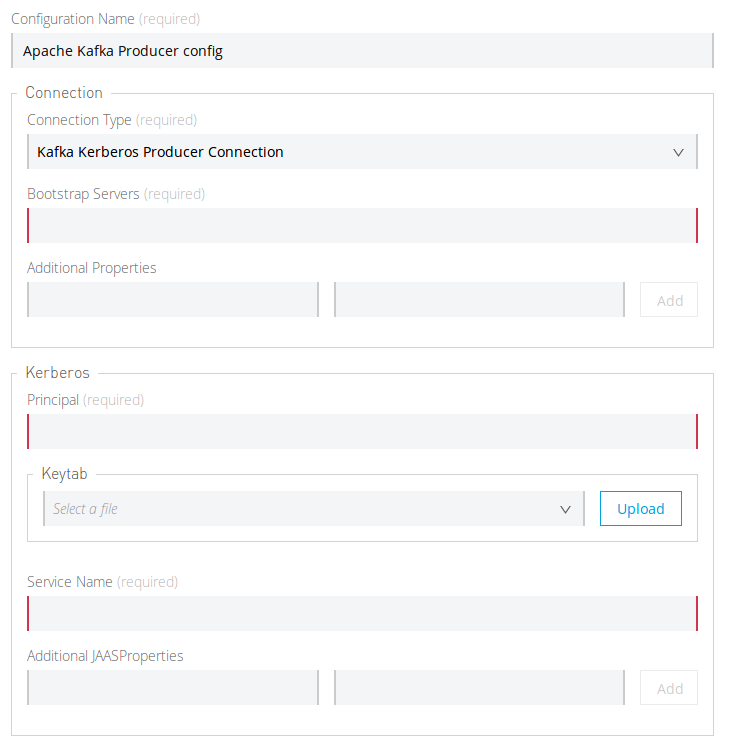 Configuration Name (required)
Apache Kafka Producer config
Connection
Connection Type (required)
Kafka Kerberos Producer Connection
Bootstrap Servers (required)
Additional Properties
Add
Kerberos
Principal (required)
Keytab
Select a file
Upload
Service Name (required)
Additional JAASProperties
Add